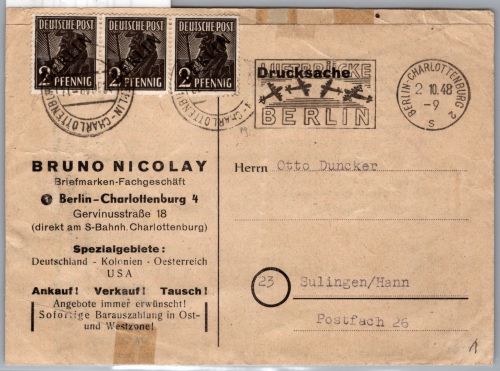 DEUTSCHE POST
DEUTSCHE POST
DEUTSCHE POST
2 PFENNIG
2 PFENNIG
2 PFENNIG
BERLIN-CHARLOTTENBURG
LUFTBRÜCKE
Drucksache
BERLIN
BERLIN-CHARLOTTENBURG 2
2.10.48
-9
s
BRUNO NICOLAY
Briefmarken-Fachgeschäft
Berlin-Charlottenburg 4
Gervinusstraße 18
(direkt am S-Bahnh. Charlottenburg)
Spezialgebiete:
Deutschland - Kolonien - Oesterreich
USA
Ankauf! Verkauf! Tausch!
Angebote immer erwünscht!
Sofortige Barauszahlung in Ost-
und Westzone!
Herrn Otto Duncker
23 Sulingen/Hann
Postfach 26